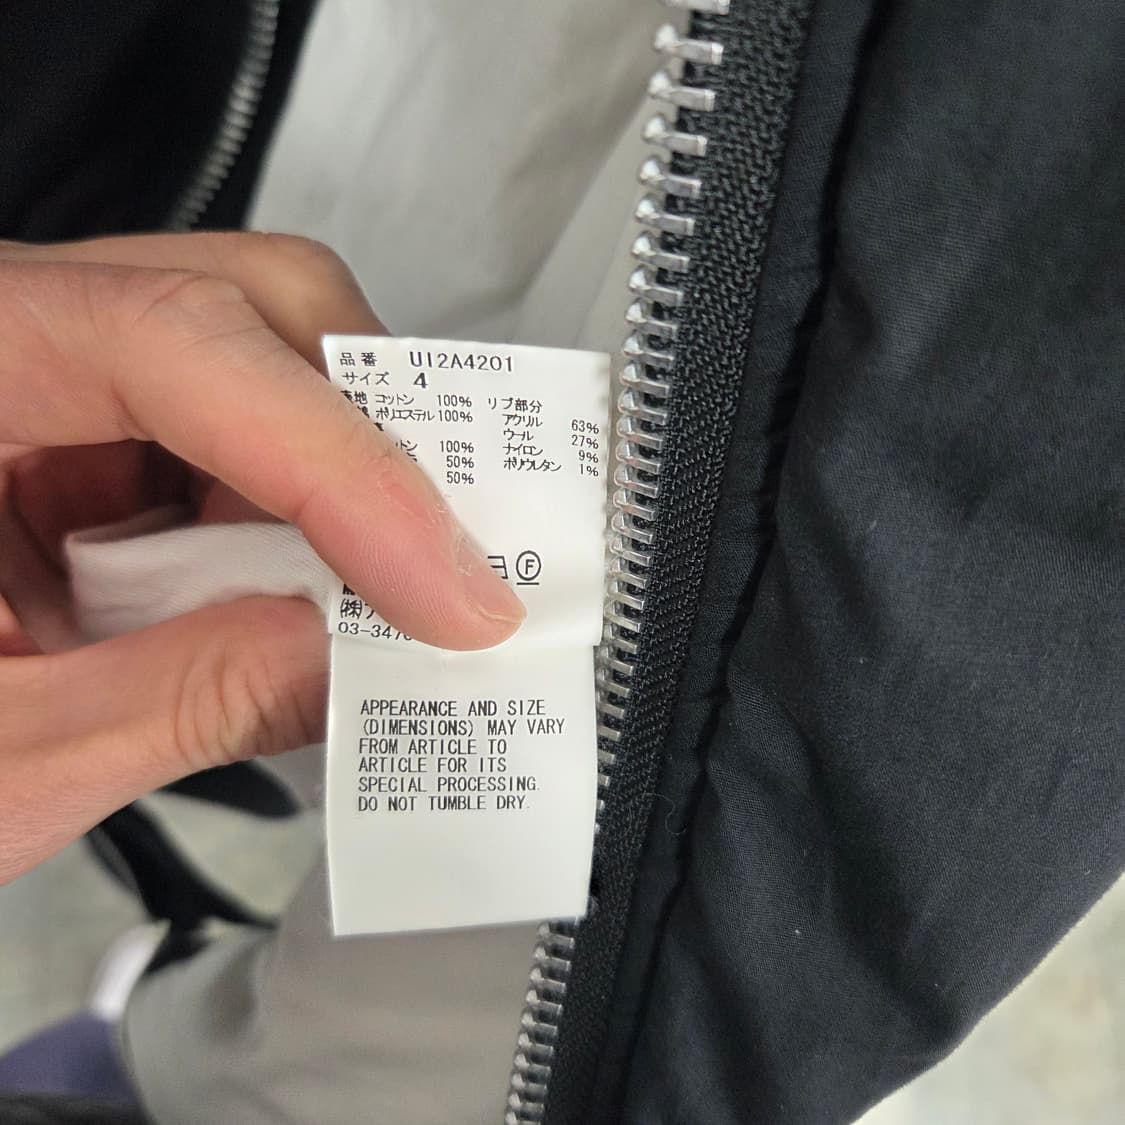 品番 UI2A4201
サイズ 4
表地 コットン 100%
ポリエステル 100%
100%
50%
50%
リブ部分
アクリル 63%
ウール 27%
ナイロン 9%
ポリウレタン 1%
F
(株)
03-347
APPEARANCE AND SIZE
(DIMENSIONS) MAY VARY
FROM ARTICLE TO
ARTICLE FOR ITS
SPECIAL PROCESSING.
DO NOT TUMBLE DRY.